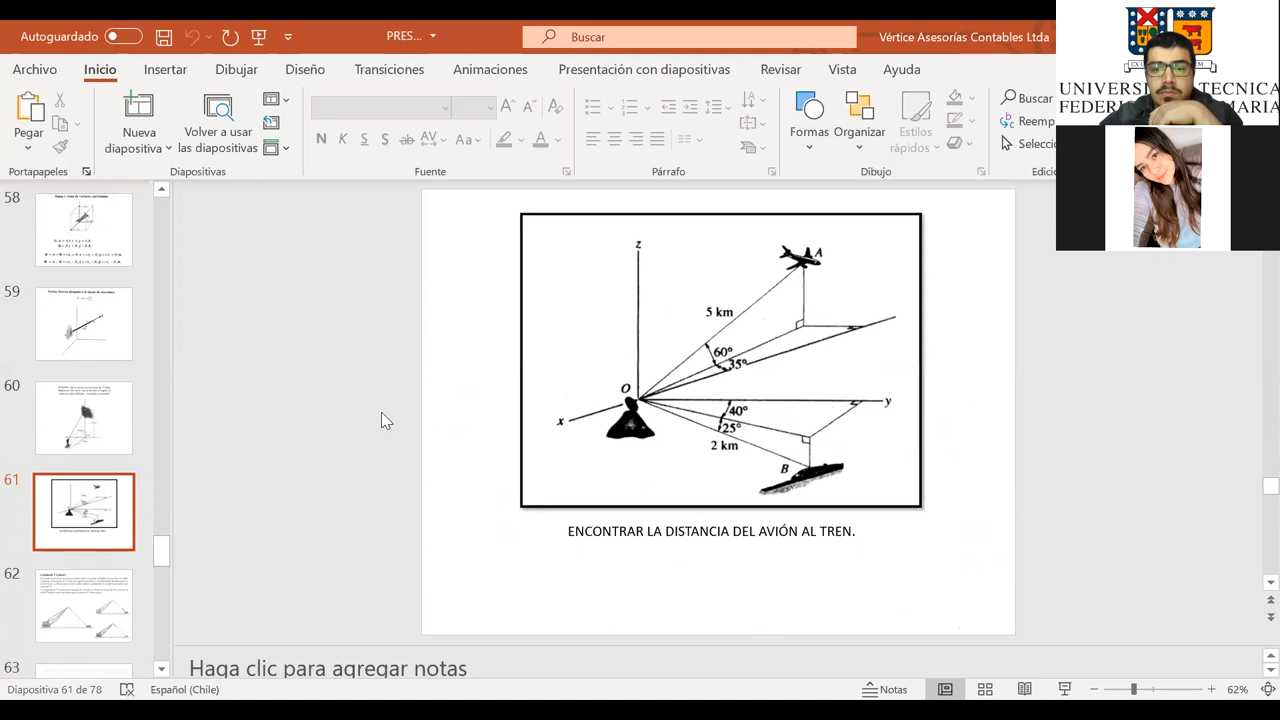 Autoguardado
PRES...
Buscar
Vértice Asesorías Contables Ltda
Archivo Inicio Insertar Dibujar Diseño Transiciones Animaciones Presentación con diapositivas Revisar Vista Ayuda
Pegar
Nueva diapositiva
Volver a usar las diapositivas
N K S S AV Aa A
Formas Organizar Estilos rápidos
Buscar
Reemp
Selecci
Portapapeles Diapositivas Fuente Párrafo Dibujo Edici
UNIVERSI TECNICA
FEDERI MARIA
58
59
60
61
62
63
z
A
5 km
60°
35°
O
x
y
40°
25°
2 km
B
ENCONTRAR LA DISTANCIA DEL AVIÓN AL TREN.
Haga clic para agregar notas
Diapositiva 61 de 78 Español (Chile) Notas 62%